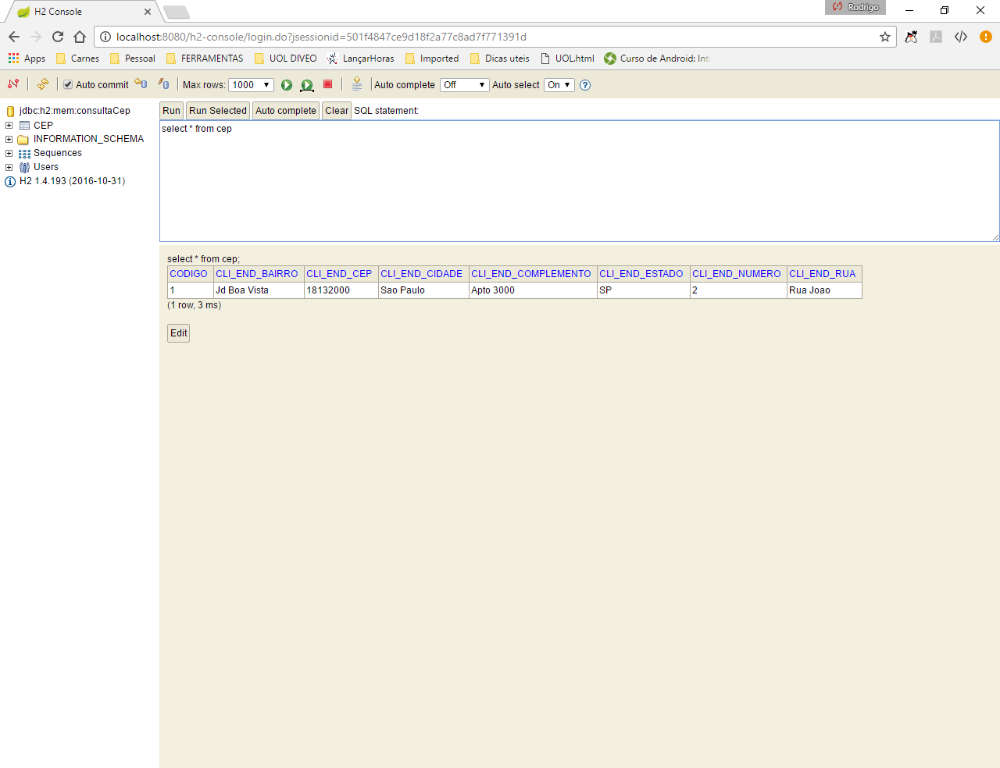 H2 Console
Rodrigo
localhost:8080/h2-console/login.do?jsessionid=501f4847ce9d18f2a77c8ad7f771391d
Apps Carnes Pessoal FERRAMENTAS UOL DIVEO LançarHoras Imported Dicas uteis UOL.html Curso de Android: Int
Auto commit Max rows: 1000 Auto complete Off Auto select On
jdbc:h2:mem:consultaCep
CEP
INFORMATION_SCHEMA
Sequences
Users
H2 1.4.193 (2016-10-31)
Run Run Selected Auto complete Clear SQL statement:
select * from cep
select * from cep;
CODIGO CLI_END_BAIRRO CLI_END_CEP CLI_END_CIDADE CLI_END_COMPLEMENTO CLI_END_ESTADO CLI_END_NUMERO CLI_END_RUA
1 Jd Boa Vista 18132000 Sao Paulo Apto 3000 SP 2 Rua Joao
(1 row, 3 ms)
Edit